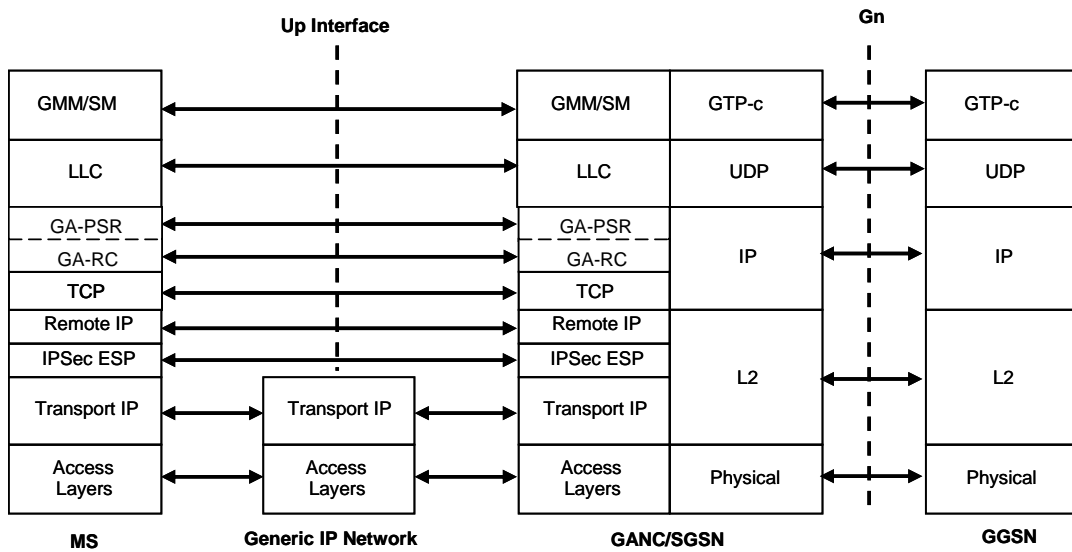 Up Interface
Gn
GMM/SM
GMM/SM
GTP-c
GTP-c
LLC
LLC
UDP
UDP
GA-PSR
GA-PSR
GA-RC
GA-RC
IP
IP
TCP
TCP
Remote IP
Remote IP
IPSec ESP
IPSec ESP
L2
L2
Transport IP
Transport IP
Transport IP
Access
Layers
Access
Layers
Access
Layers
Physical
Physical
MS
Generic IP Network
GANC/SGSN
GGSN